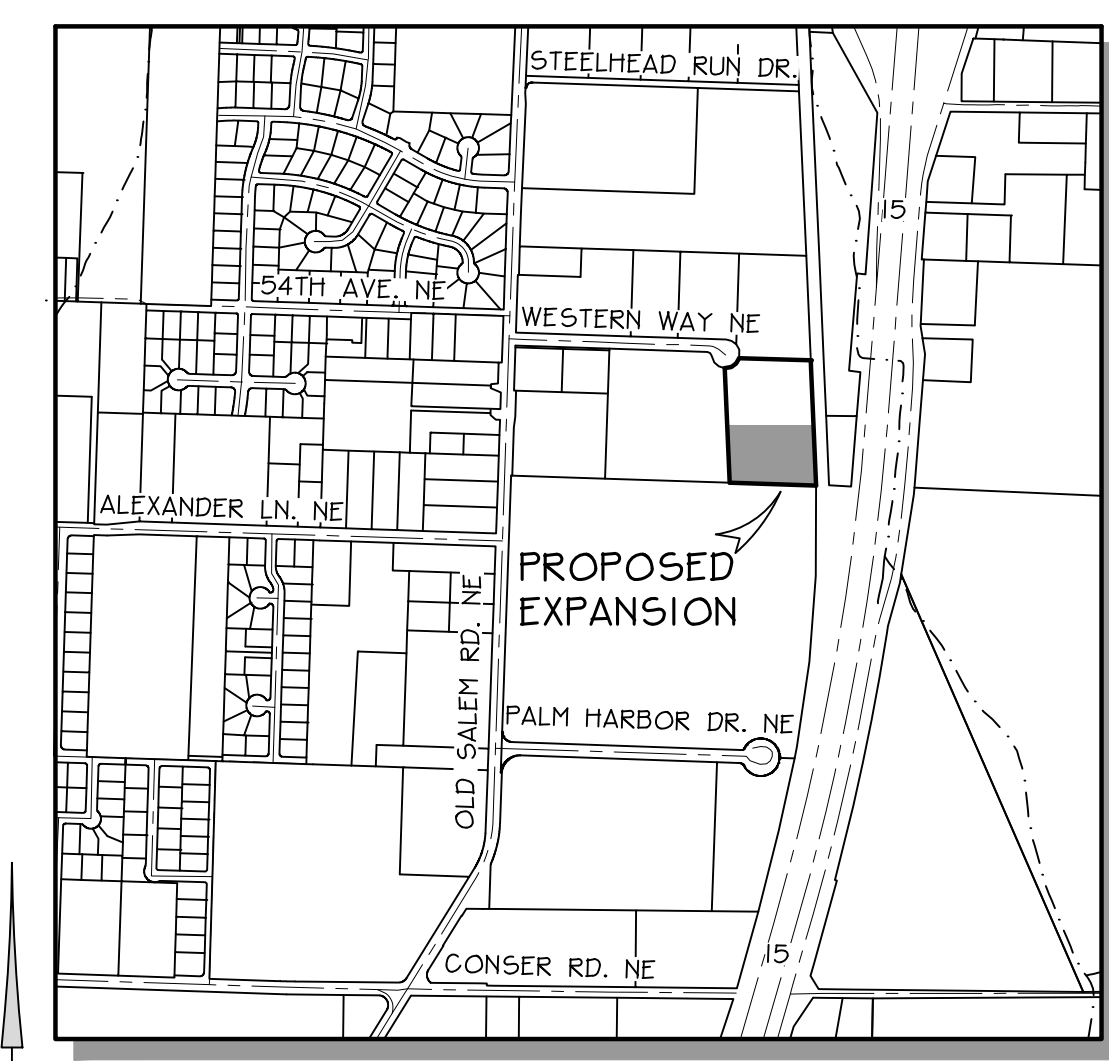 STEELHEAD RUN DR.
15
54TH AVE. NE
WESTERN WAY NE
ALEXANDER LN. NE
PROPOSED
EXPANSION
OLD SALEM RD. NE
PALM HARBOR DR. NE
CONSER RD. NE
15